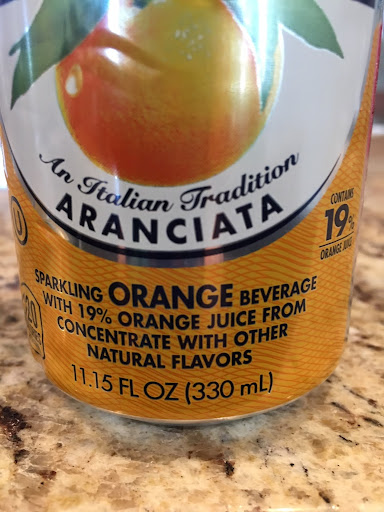 An Italian Tradition
ARANCIATA
CONTAINS
19%
ORANGE JUICE
U
SPARKLING ORANGE BEVERAGE
WITH 19% ORANGE JUICE FROM
CONCENTRATE WITH OTHER
NATURAL FLAVORS
11.15 FL OZ (330 mL)